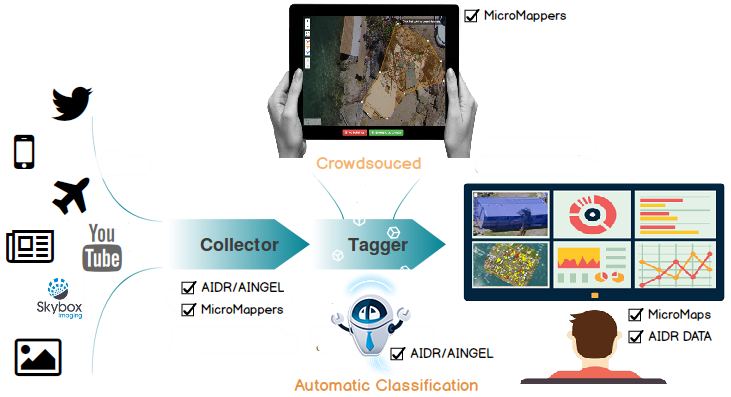 MicroMappers
Crowdsouced
You
Tube
Collector
Tagger
Skybox
imaging
AIDR/AINGEL
MicroMappers
AIDR/AINGEL
Automatic Classification
MicroMaps
AIDR DATA